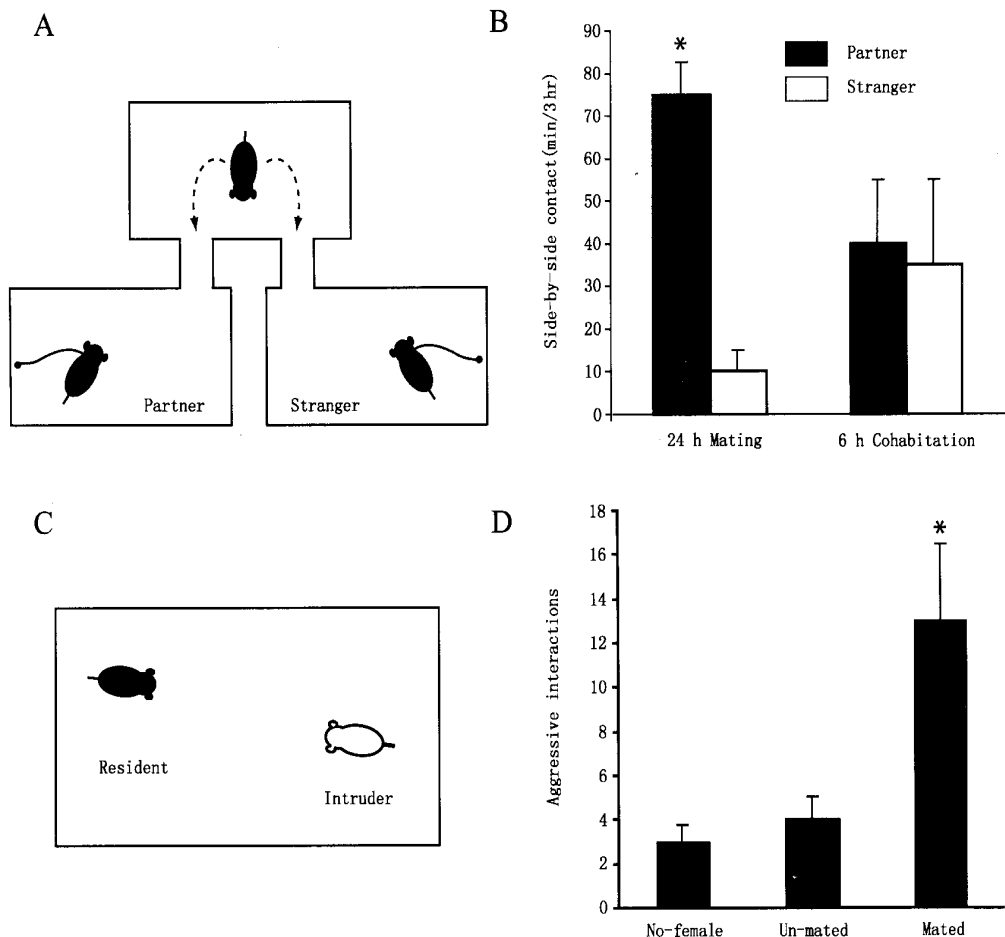 A
Partner
Stranger
B
Side-by-side contact(min/3hr)
90
80
70
60
50
40
30
20
10
0
*
Partner
Stranger
24 h Mating
6 h Cohabitation
C
Resident
Intruder
D
Aggressive interactions
18
16
14
12
10
8
6
4
2
0
*
No-female
Un-mated
Mated